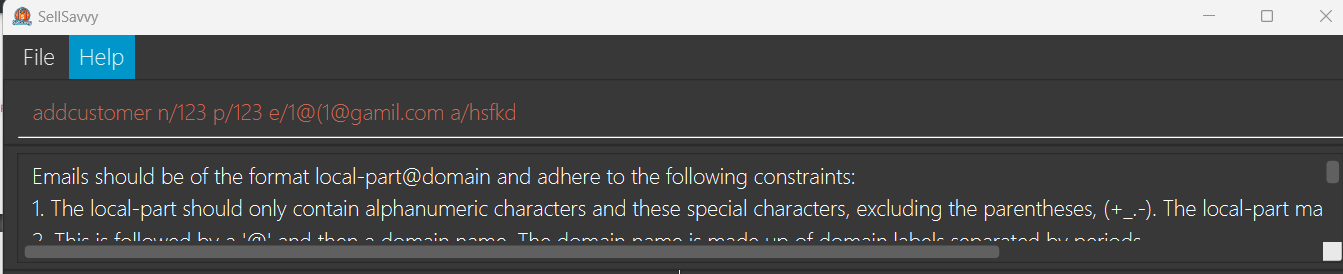 SellSavvy
File Help
addcustomer n/123 p/123 e/1@(1@gamil.com a/hsfkd
Emails should be of the format local-part@domain and adhere to the following constraints:
1. The local-part should only contain alphanumeric characters and these special characters, excluding the parentheses, (+_.-). The local-part ma
2. This is followed by a '@' and then a domain name. The domain name is made up of domain labels separated by periods.